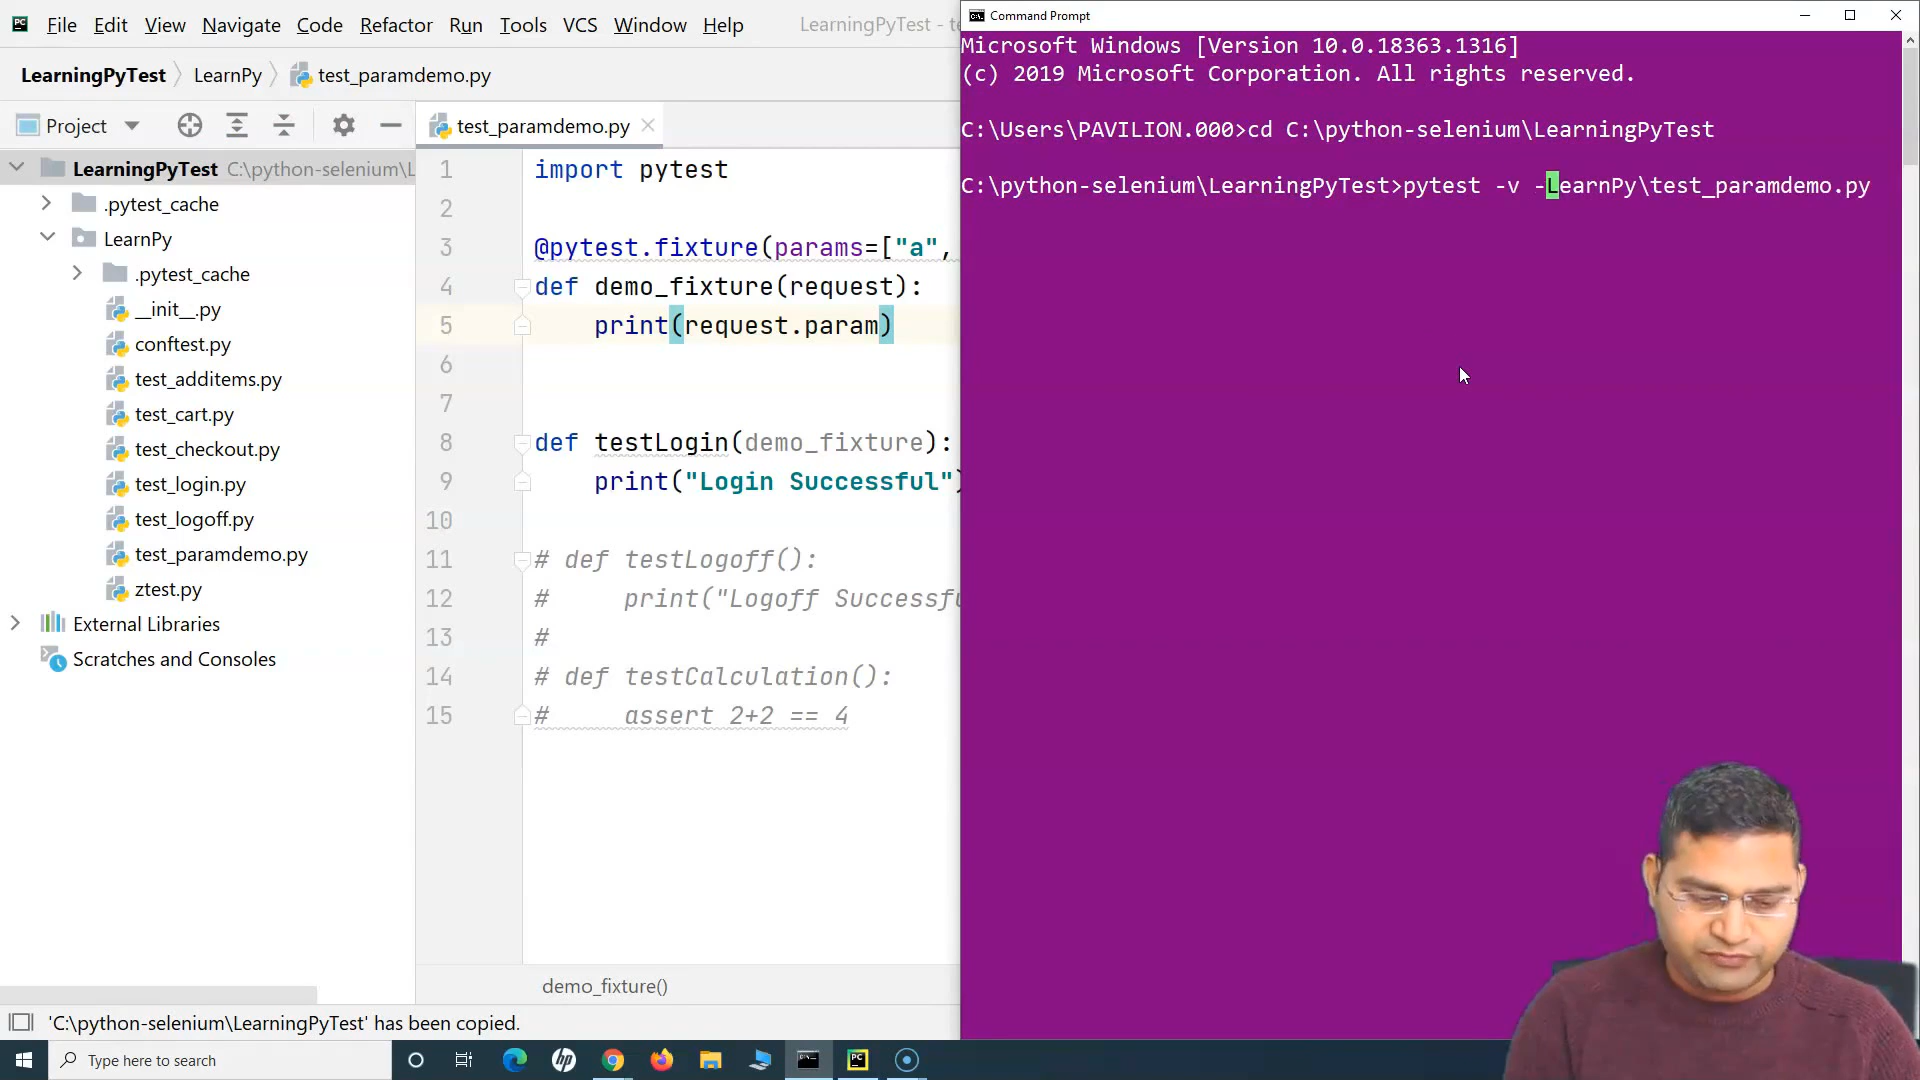 File Edit View Navigate Code Refactor Run Tools VCS Window Help LearningPyTest - te
LearningPyTest LearnPy test_paramdemo.py
Project
test_paramdemo.py
LearningPyTest C:\python-selenium\L
.pytest_cache
LearnPy
.pytest_cache
__init__.py
conftest.py
test_additems.py
test_cart.py
test_checkout.py
test_login.py
test_logoff.py
test_paramdemo.py
ztest.py
External Libraries
Scratches and Consoles
1 import pytest
2
3 @pytest.fixture(params=["a",
4 def demo_fixture(request):
5 print(request.param)
6
7
8 def testLogin(demo_fixture):
9 print("Login Successful")
10
11 # def testLogoff():
12 # print("Logoff Successfu
13 #
14 # def testCalculation():
15 # assert 2+2 == 4
demo_fixture()
'C:\python-selenium\LearningPyTest' has been copied.
Command Prompt
Microsoft Windows [Version 10.0.18363.1316]
(c) 2019 Microsoft Corporation. All rights reserved.
C:\Users\PAVILION.000>cd C:\python-selenium\LearningPyTest
C:\python-selenium\LearningPyTest>pytest -v -LearnPy\test_paramdemo.py
Type here to search
hp
PC